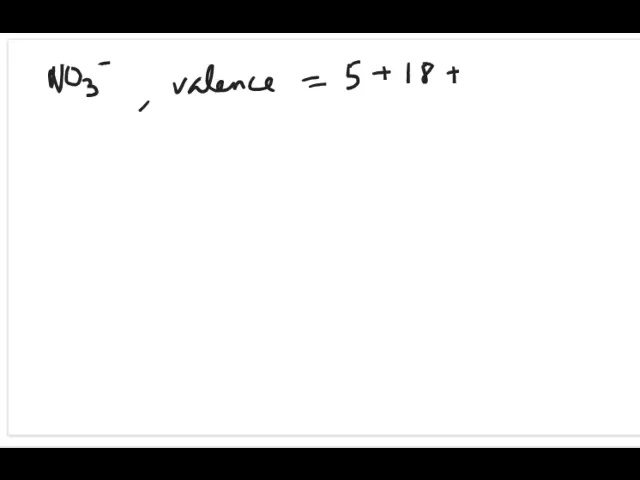 NO₃⁻, valence = 5 + 18 +